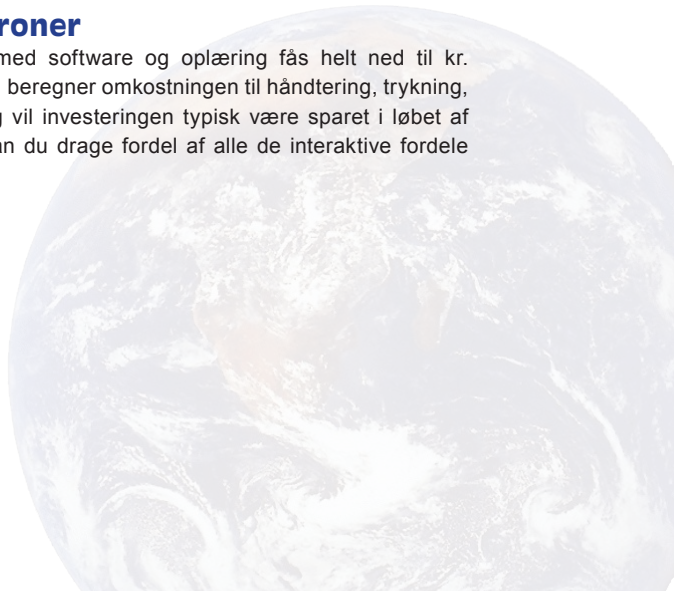 roner
med software og oplæring fås helt ned til kr.
beregner omkostningen til håndtering, trykning,
vil investeringen typisk være sparet i løbet af
du drage fordel af alle de interaktive fordele